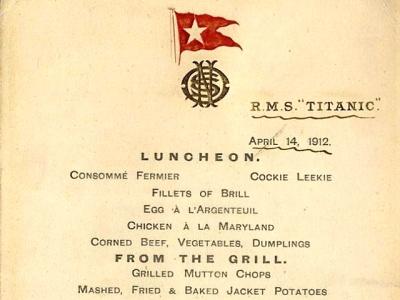 R.M.S. "TITANIC."
APRIL 14, 1912.
LUNCHEON.
CONSOMMÉ FERMIER COCKIE LEEKIE
FILLETS OF BRILL
EGG À L'ARGENTEUIL
CHICKEN À LA MARYLAND
CORNED BEEF, VEGETABLES, DUMPLINGS
FROM THE GRILL.
GRILLED MUTTON CHOPS
MASHED, FRIED & BAKED JACKET POTATOES